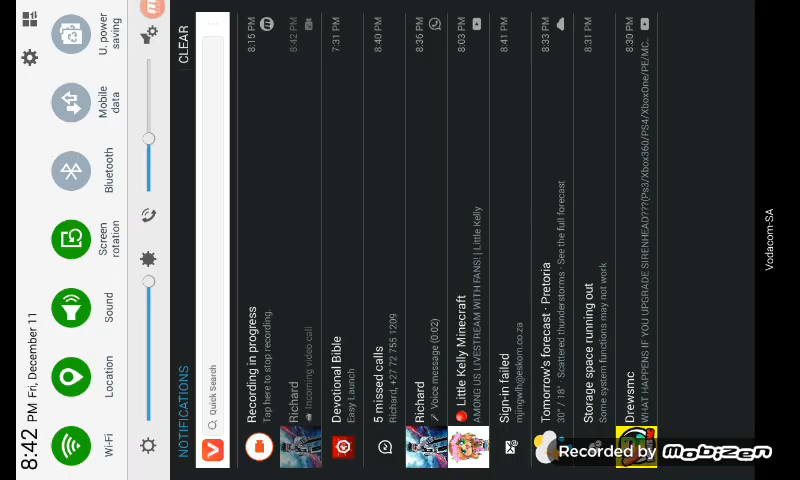 8:42 PM Fri, December 11
Wi-Fi
Location
Sound
Screen
rotation
Bluetooth
Mobile
data
U. power
saving
NOTIFICATIONS
CLEAR
Quick Search
Recording in progress
8:15 PM
Tap here to stop recording.
Richard
8:42 PM
Incoming video call
Devotional Bible
7:31 PM
Easy Launch
5 missed calls
8:40 PM
Richard, +27 72 755 1209
Richard
8:36 PM
Voice message (0:02)
Little Kelly Minecraft
8:03 PM
AMONG US LIVESTREAM WITH FANS! | Little Kelly
Sign-in failed
8:41 PM
mjingwlh@eskom.co.za
Tomorrow's forecast · Pretoria
8:33 PM
30° / 18° · Scattered thunderstorms · See the full forecast
Storage space running out
8:31 PM
Some system functions may not work
Drewsmc
8:30 PM
WHAT HAPPENS IF YOU UPGRADE SIRENHEAD???(Ps3/Xbox360/PS4/XboxOne/PE/MC..
Vodacom-SA
Recorded by Mobizen